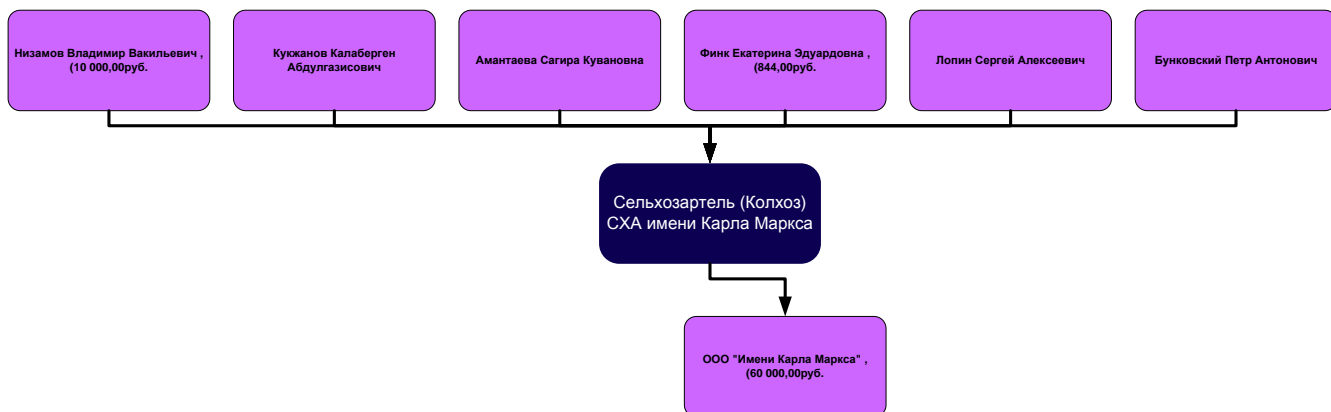 Низамов Владимир Вакильевич ,
(10 000,00руб.
Кукжанов Калаберген
Абдулгазисович
Амантаева Сагира Кувановна
Финк Екатерина Эдуардовна ,
(844,00руб.
Лопин Сергей Алексеевич
Бунковский Петр Антонович
Сельхозартель (Колхоз)
СХА имени Карла Маркса
ООО "Имени Карла Маркса" ,
(60 000,00руб.